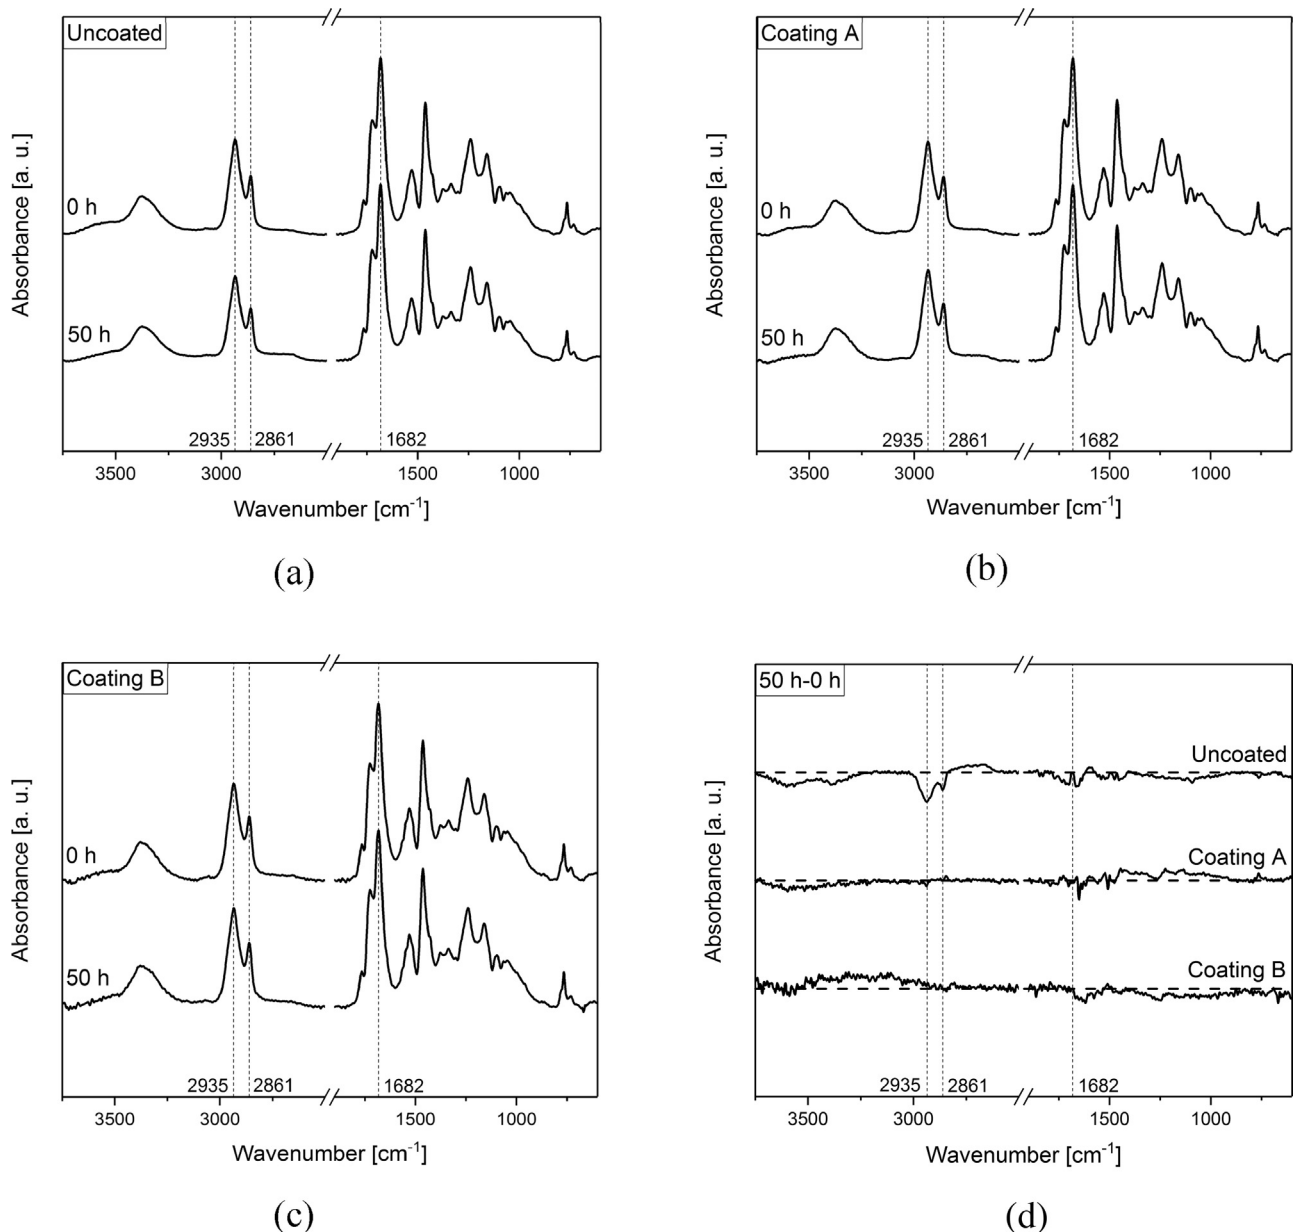 Uncoated
Absorbance [a. u.]
0 h
50 h
2935
2861
1682
3500
3000
1500
1000
Wavenumber [cm⁻¹]
(a)
Coating A
Absorbance [a. u.]
0 h
50 h
2935
2861
1682
3500
3000
1500
1000
Wavenumber [cm⁻¹]
(b)
Coating B
Absorbance [a. u.]
0 h
50 h
2935
2861
1682
3500
3000
1500
1000
Wavenumber [cm⁻¹]
(c)
50 h-0 h
Absorbance [a. u.]
Uncoated
Coating A
Coating B
2935
2861
1682
3500
3000
1500
1000
Wavenumber [cm⁻¹]
(d)